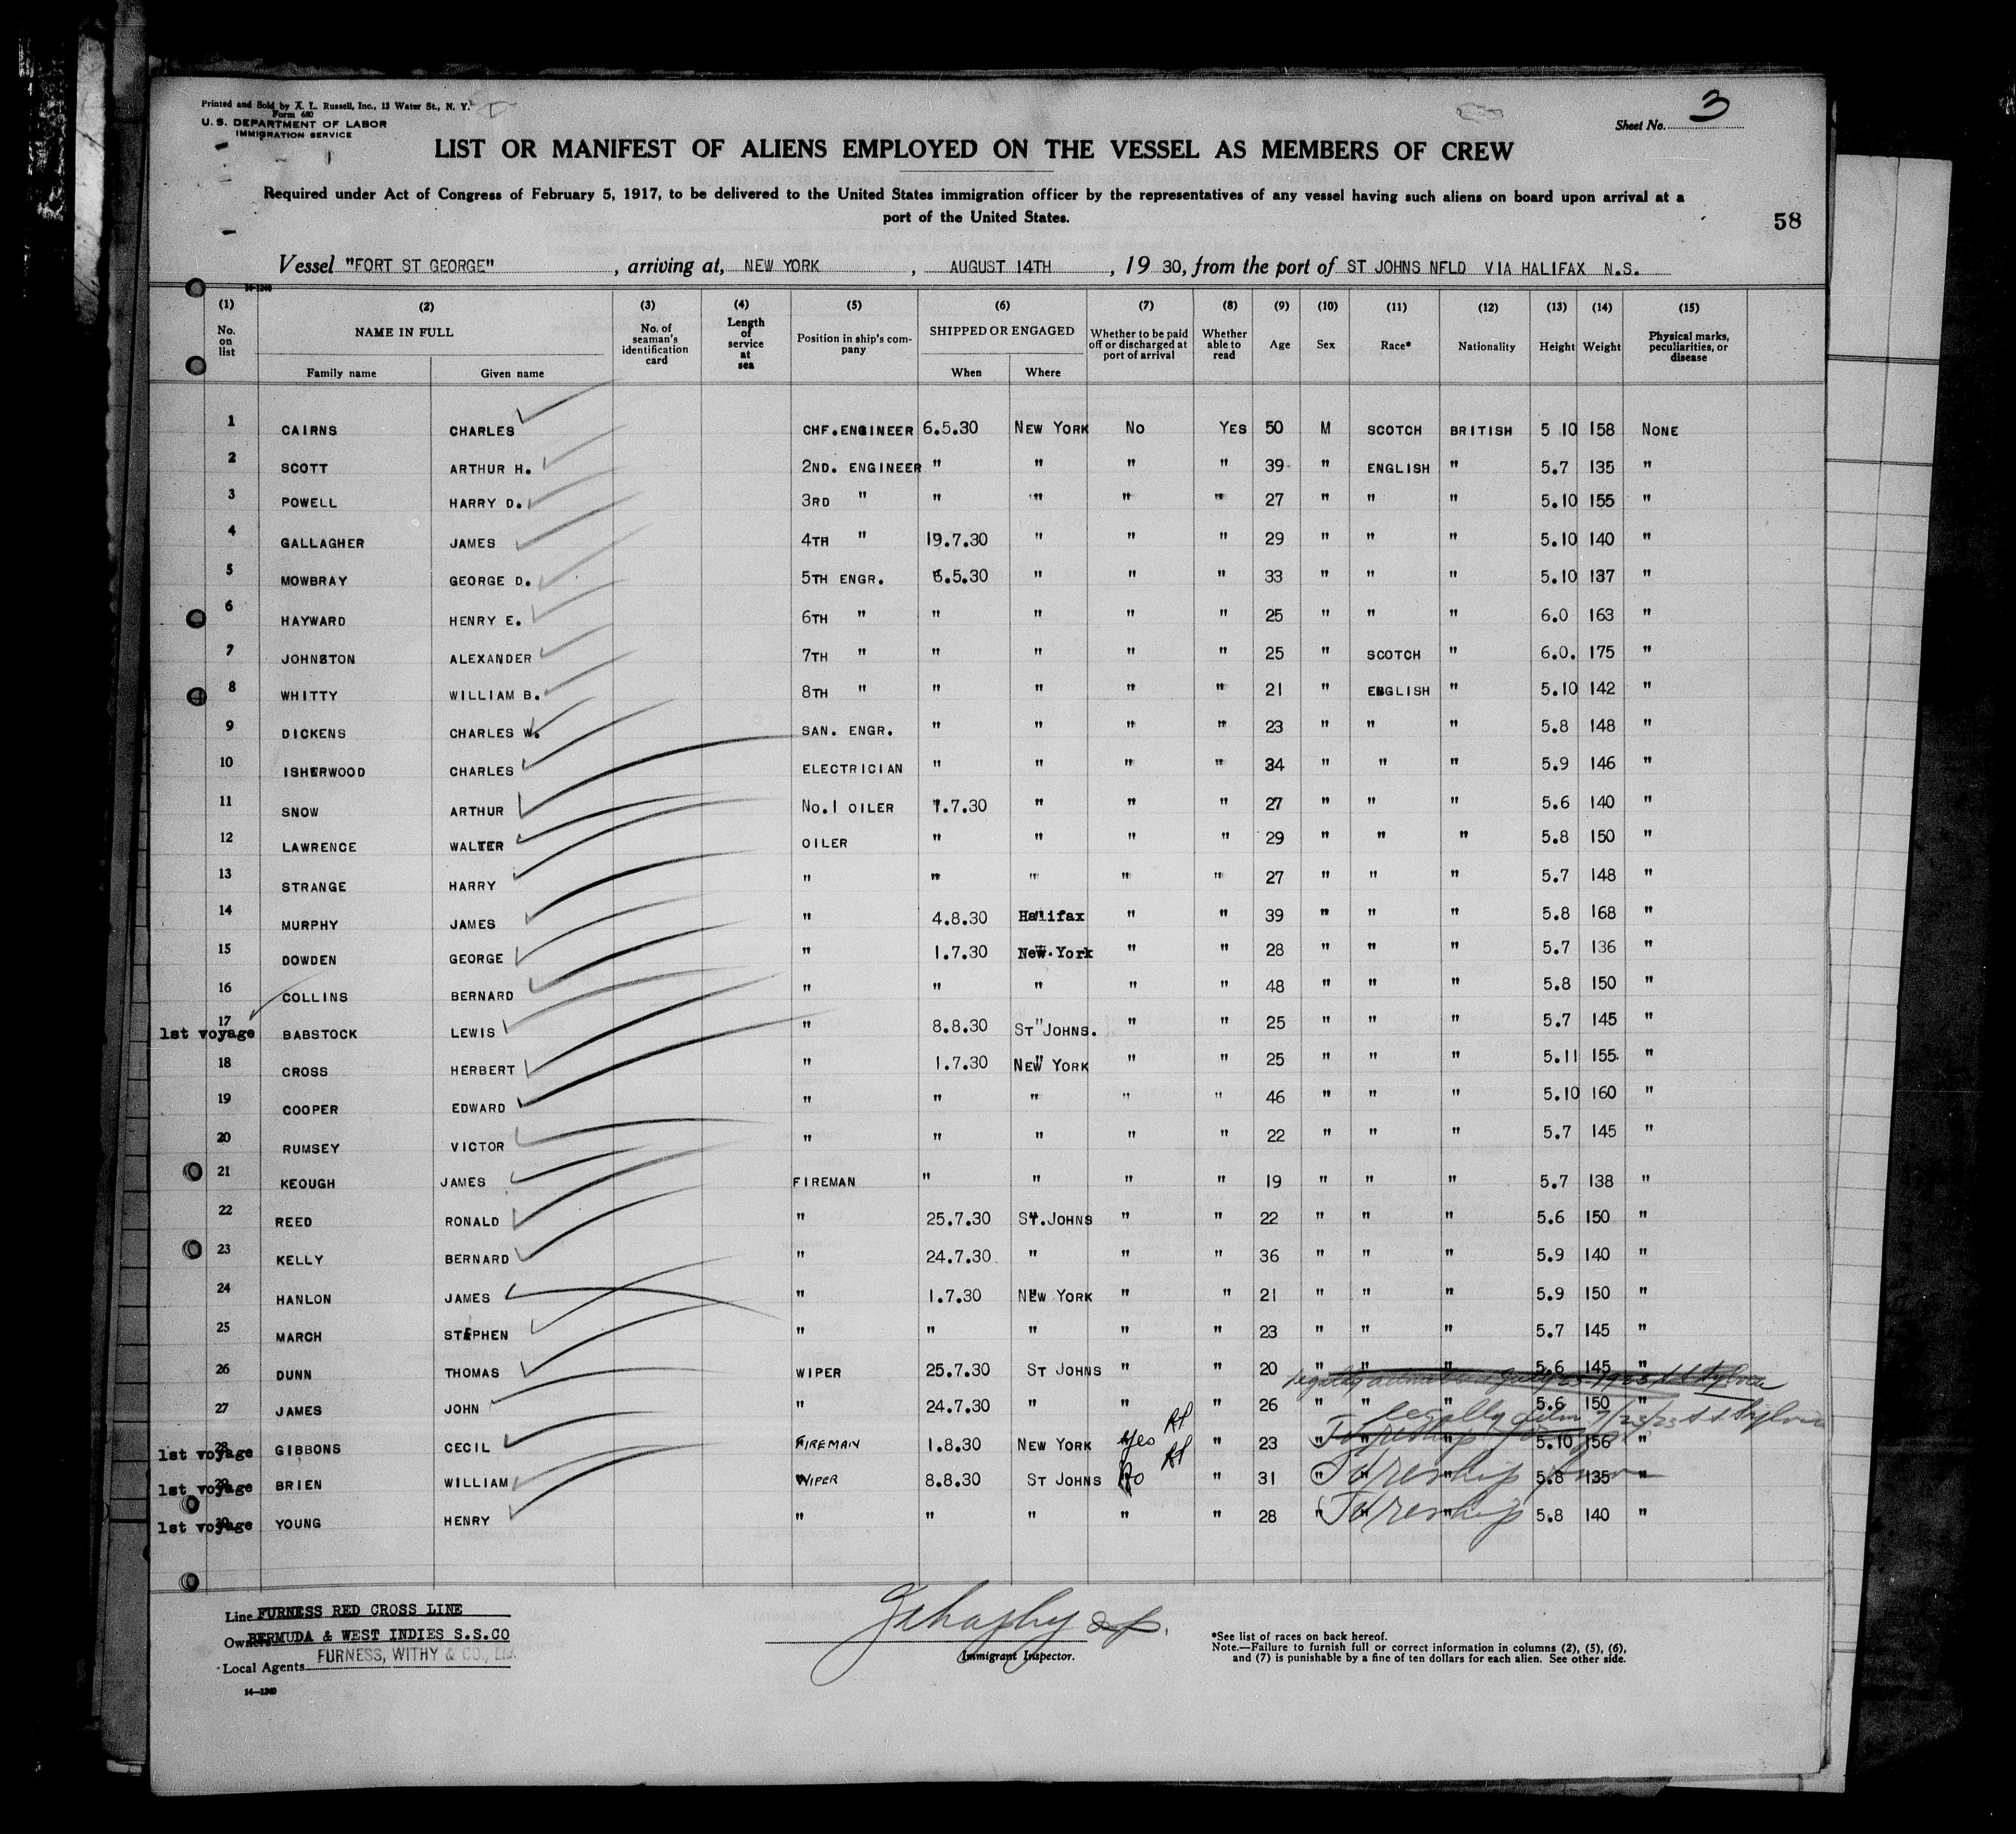 Printed and Sold by A. L. Russell, Inc., 13 Water St., N. Y.
Form 680
U. S. DEPARTMENT OF LABOR
IMMIGRATION SERVICE
Sheet No. 3
LIST OR MANIFEST OF ALIENS EMPLOYED ON THE VESSEL AS MEMBERS OF CREW
Required under Act of Congress of February 5, 1917, to be delivered to the United States immigration officer by the representatives of any vessel having such aliens on board upon arrival at a
port of the United States.
58
Vessel "FORT ST GEORGE", arriving at, NEW YORK, AUGUST 14TH, 19 30, from the port of ST JOHNS NFLD VIA HALIFAX N.S.
14-1240
(1) (2) (3) (4) (5) (6) (7) (8) (9) (10) (11) (12) (13) (14) (15)
No. on list NAME IN FULL Family name Given name No. of seaman's identification card Length of service at sea Position in ship's company SHIPPED OR ENGAGED When Where Whether to be paid off or discharged at port of arrival Whether able to read Age Sex Race* Nationality Height Weight Physical marks, peculiarities, or disease
1 CAIRNS CHARLES CHF.ENGINEER 6.5.30 NEW YORK NO YES 50 M SCOTCH BRITISH 5 10 158 NONE
2 SCOTT ARTHUR H. 2ND. ENGINEER " " " " 39 " ENGLISH " 5.7 135 "
3 POWELL HARRY D. 3RD " " " " " 27 " " " 5.10 155 "
4 GALLAGHER JAMES 4TH " 19.7.30 " " " 29 " " " 5.10 140 "
5 MOWBRAY GEORGE D. 5TH ENGR. 6.5.30 " " " 33 " " " 5.10 137 "
6 HAYWARD HENRY E. 6TH " " " " " 25 " " " 6.0 163 "
7 JOHNSTON ALEXANDER 7TH " " " " " 25 " SCOTCH " 6.0. 175 "
8 WHITTY WILLIAM B. 8TH " " " " " 21 " ENGLISH " 5.10 142 "
9 DICKENS CHARLES W. SAN. ENGR. " " " " 23 " " " 5.8 148 "
10 ISHERWOOD CHARLES ELECTRICIAN " " " " 34 " " " 5.9 146 "
11 SNOW ARTHUR NO.1 OILER 1.7.30 " " " 27 " " " 5.6 140 "
12 LAWRENCE WALTER OILER " " " " 29 " " " 5.8 150 "
13 STRANGE HARRY " " " " " 27 " " " 5.7 148 "
14 MURPHY JAMES " 4.8.30 Halifax " " 39 " " " 5.8 168 "
15 DOWDEN GEORGE " 1.7.30 New York " " 28 " " " 5.7 136 "
16 COLLINS BERNARD " " " " " 48 " " " 5.8 150 "
1st voyage 17 BABSTOCK LEWIS " 8.8.30 ST JOHNS. " " 25 " " " 5.7 145 "
18 CROSS HERBERT " 1.7.30 NEW YORK " " 25 " " " 5.11 155. "
19 COOPER EDWARD " " " " " 46 " " " 5.10 160 "
20 RUMSEY VICTOR " " " " " 22 " " " 5.7 145 "
21 KEOUGH JAMES FIREMAN " " " " 19 " " " 5.7 138 "
22 REED RONALD " 25.7.30 ST.JOHNS " " 22 " " " 5.6 150 "
23 KELLY BERNARD " 24.7.30 " " " 36 " " " 5.9 140 "
24 HANLON JAMES " 1.7.30 NEW YORK " " 21 " " " 5.9 150 "
25 MARCH STEPHEN " " " " " 23 " " " 5.7 145 "
26 DUNN THOMAS WIPER 25.7.30 ST JOHNS " " 20 " " " 5.6 145 "
27 JAMES JOHN " 24.7.30 " " " 26 5.6 150 "
legally adm. 7/23/23 S.S. Sylvia
1st voyage 28 GIBBONS CECIL FIREMAN 1.8.30 NEW YORK Yes " 23 " " " 5.10 156 "
1st voyage 29 BRIEN WILLIAM WIPER 8.8.30 ST JOHNS No " 31 " " " 5.8 135 "
1st voyage 30 YOUNG HENRY " " " " " 28 " " " 5.8 140 "
Line FURNESS RED CROSS LINE
Owners BERMUDA & WEST INDIES S.S.CO
Local Agents FURNESS, WITHY & CO., Ltd.
14—1240
Immigrant Inspector.
*See list of races on back hereof.
Note.—Failure to furnish full or correct information in columns (2), (5), (6),
and (7) is punishable by a fine of ten dollars for each alien. See other side.